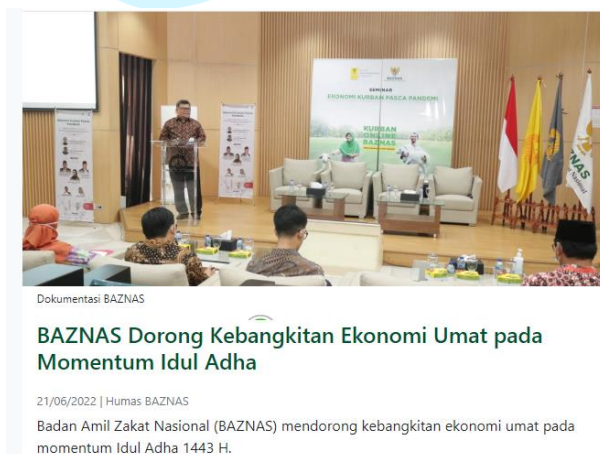 SEMINAR
EKONOMI KURBAN PASCA PANDEMI
KURBAN
ONLINE
BAZNAS
Dokumentasi BAZNAS
BAZNAS Dorong Kebangkitan Ekonomi Umat pada
Momentum Idul Adha
21/06/2022 | Humas BAZNAS
Badan Amil Zakat Nasional (BAZNAS) mendorong kebangkitan ekonomi umat pada
momentum Idul Adha 1443 H.